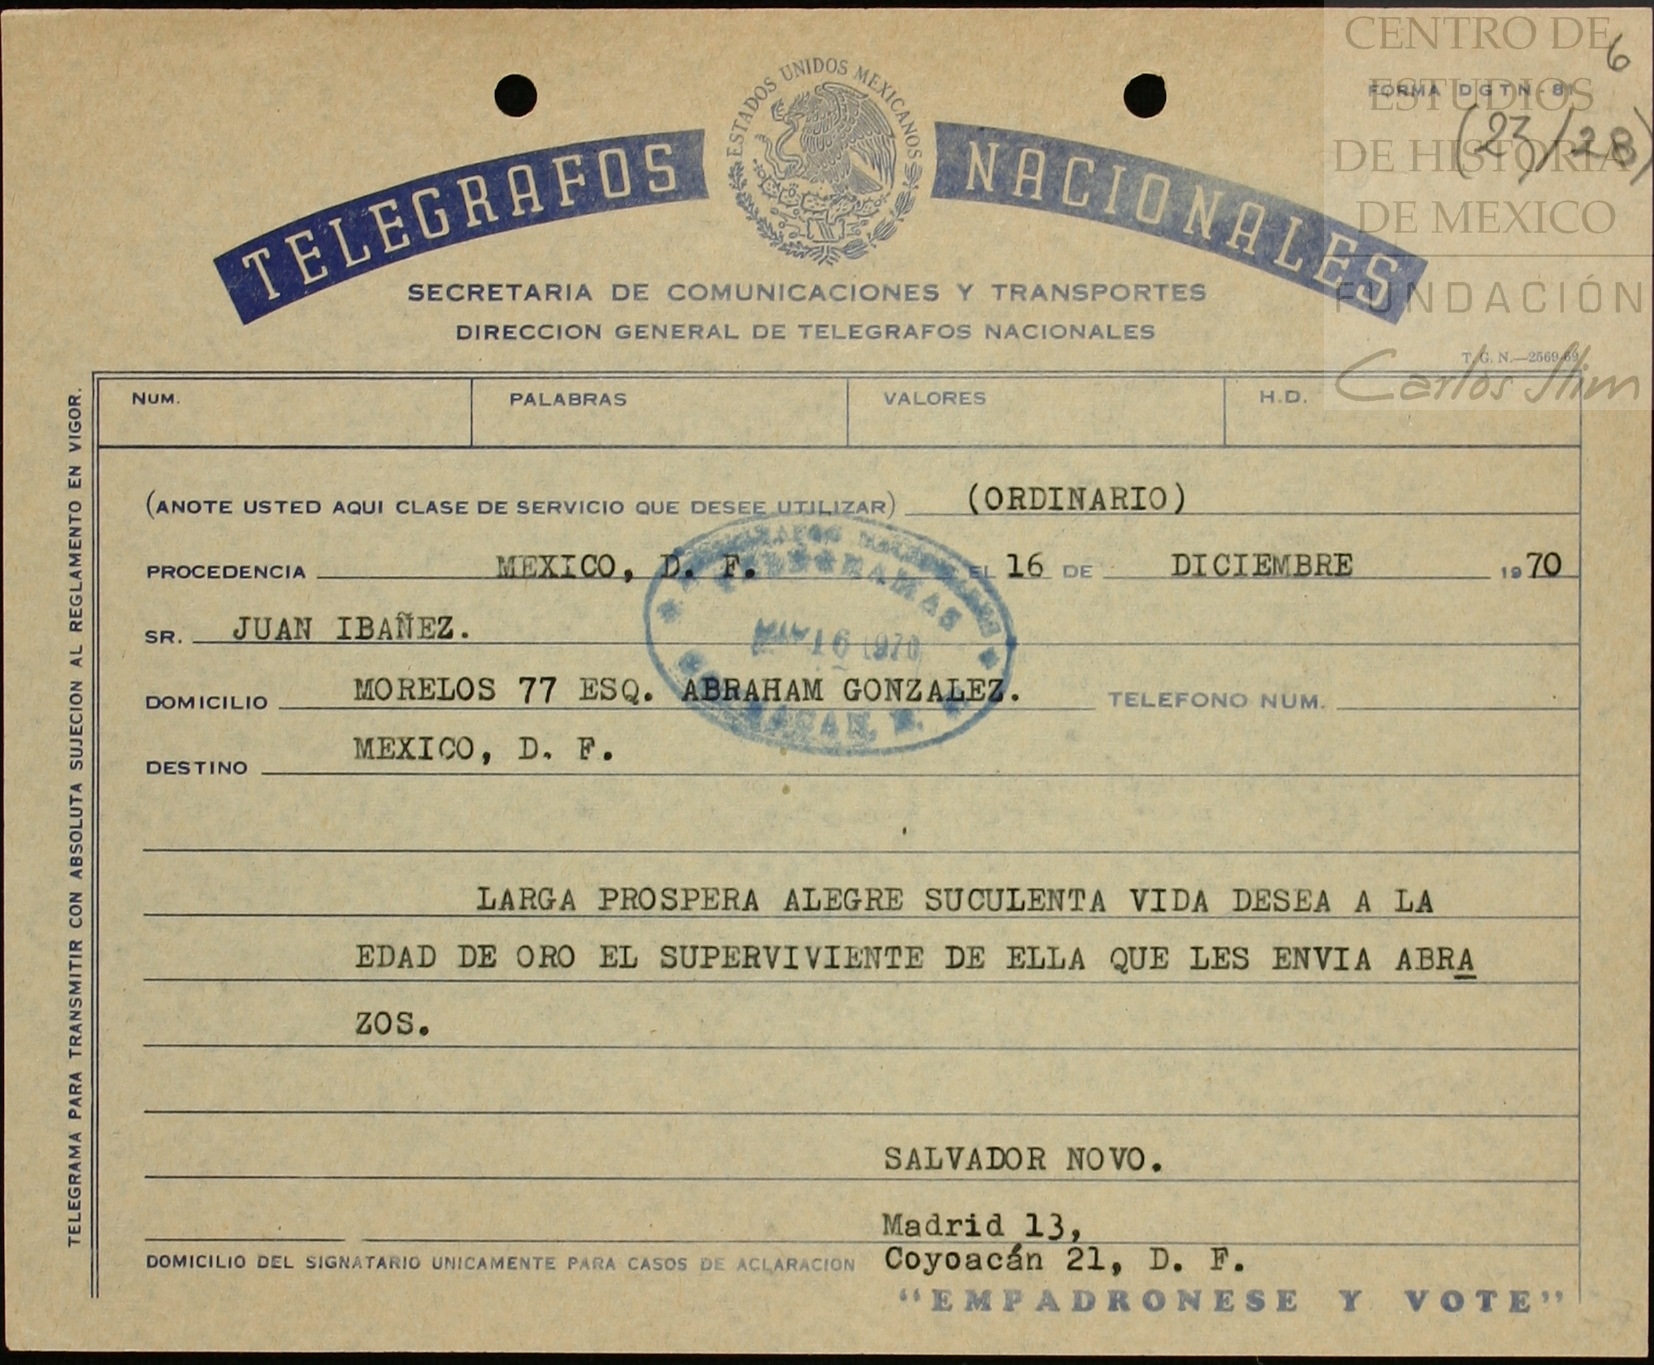 CENTRO DE
ESTUDIOS
DE HISTORIA
DE MEXICO
FUNDACIÓN
Carlos Slim
6
FORMA D G T N - 81
(23/28)
ESTADOS UNIDOS MEXICANOS
TELEGRAFOS NACIONALES
SECRETARIA DE COMUNICACIONES Y TRANSPORTES
DIRECCION GENERAL DE TELEGRAFOS NACIONALES
T. G. N.—2569-69
NUM. PALABRAS VALORES H.D.
(ANOTE USTED AQUI CLASE DE SERVICIO QUE DESEE UTILIZAR) (ORDINARIO)
PROCEDENCIA MEXICO, D. F. EL 16 DE DICIEMBRE 1970
SR. JUAN IBAÑEZ.
16 1970
DOMICILIO MORELOS 77 ESQ. ABRAHAM GONZALEZ. TELEFONO NUM.
DESTINO MEXICO, D. F.
LARGA PROSPERA ALEGRE SUCULENTA VIDA DESEA A LA
EDAD DE ORO EL SUPERVIVIENTE DE ELLA QUE LES ENVIA ABRA
ZOS.
SALVADOR NOVO.
Madrid 13,
DOMICILIO DEL SIGNATARIO UNICAMENTE PARA CASOS DE ACLARACION Coyoacán 21, D. F.
"EMPADRONESE Y VOTE"
TELEGRAMA PARA TRANSMITIR CON ABSOLUTA SUJECION AL REGLAMENTO EN VIGOR.